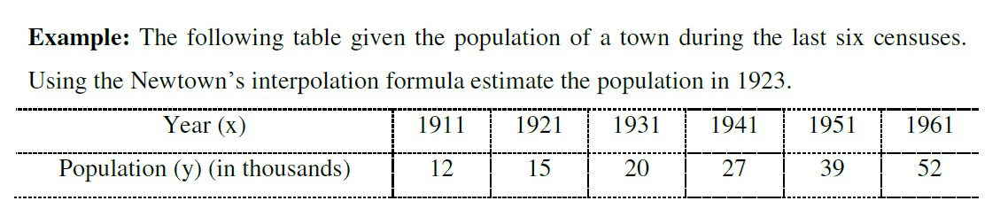 Example: The following table given the population of a town during the last six censuses.
Using the Newtown’s interpolation formula estimate the population in 1923.
Year (x) 1911 1921 1931 1941 1951 1961
Population (y) (in thousands) 12 15 20 27 39 52